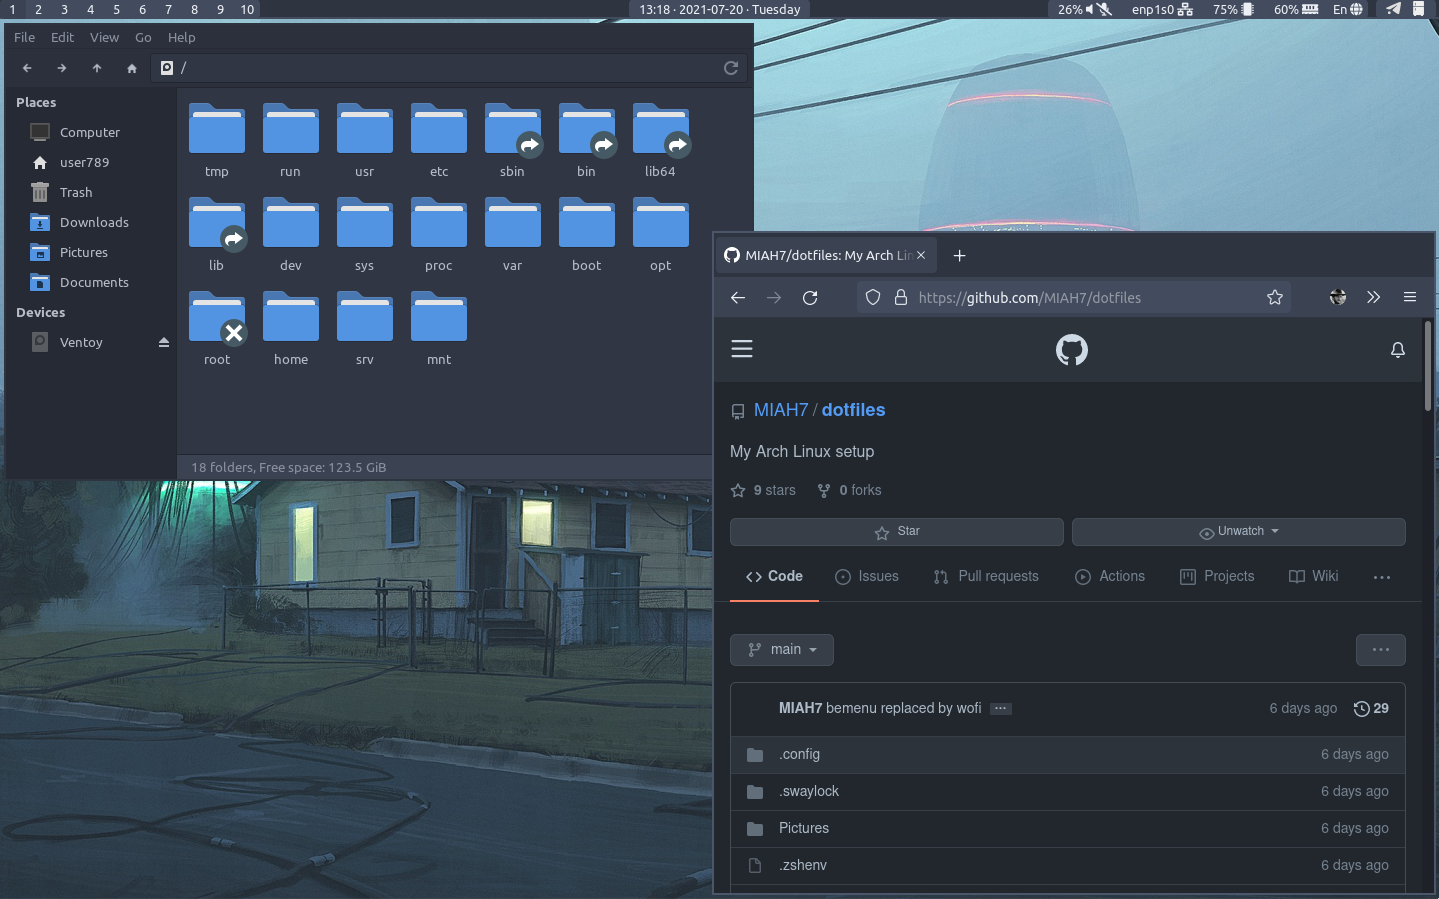 1 2 3 4 5 6 7 8 9 10
13:18 · 2021-07-20 · Tuesday
26% enp1s0 75% 60% En
File Edit View Go Help
/
Places
Computer
user789
Trash
Downloads
Pictures
Documents
Devices
Ventoy
tmp run usr etc sbin bin lib64
lib dev sys proc var boot opt
root home srv mnt
18 folders, Free space: 123.5 GiB
MIAH7/dotfiles: My Arch Lin
https://github.com/MIAH7/dotfiles
MIAH7 / dotfiles
My Arch Linux setup
9 stars 0 forks
Star Unwatch
Code Issues Pull requests Actions Projects Wiki ...
main ...
MIAH7 bemenu replaced by wofi ... 6 days ago 29
.config 6 days ago
.swaylock 6 days ago
Pictures 6 days ago
.zshenv 6 days ago